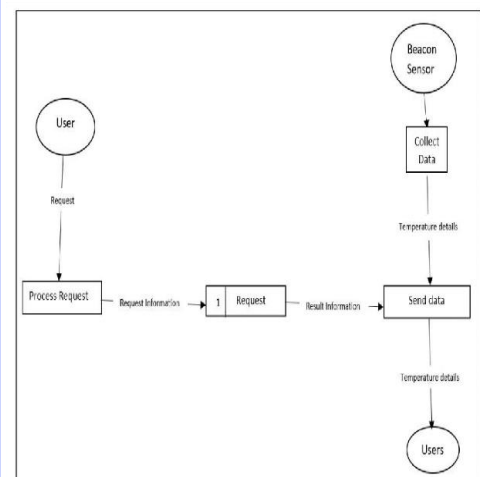 Beacon
Sensor
User
Collect
Data
Request
Temperature details
Process Request
Request Information
1
Request
Result Information
Send data
Temperature details
Users